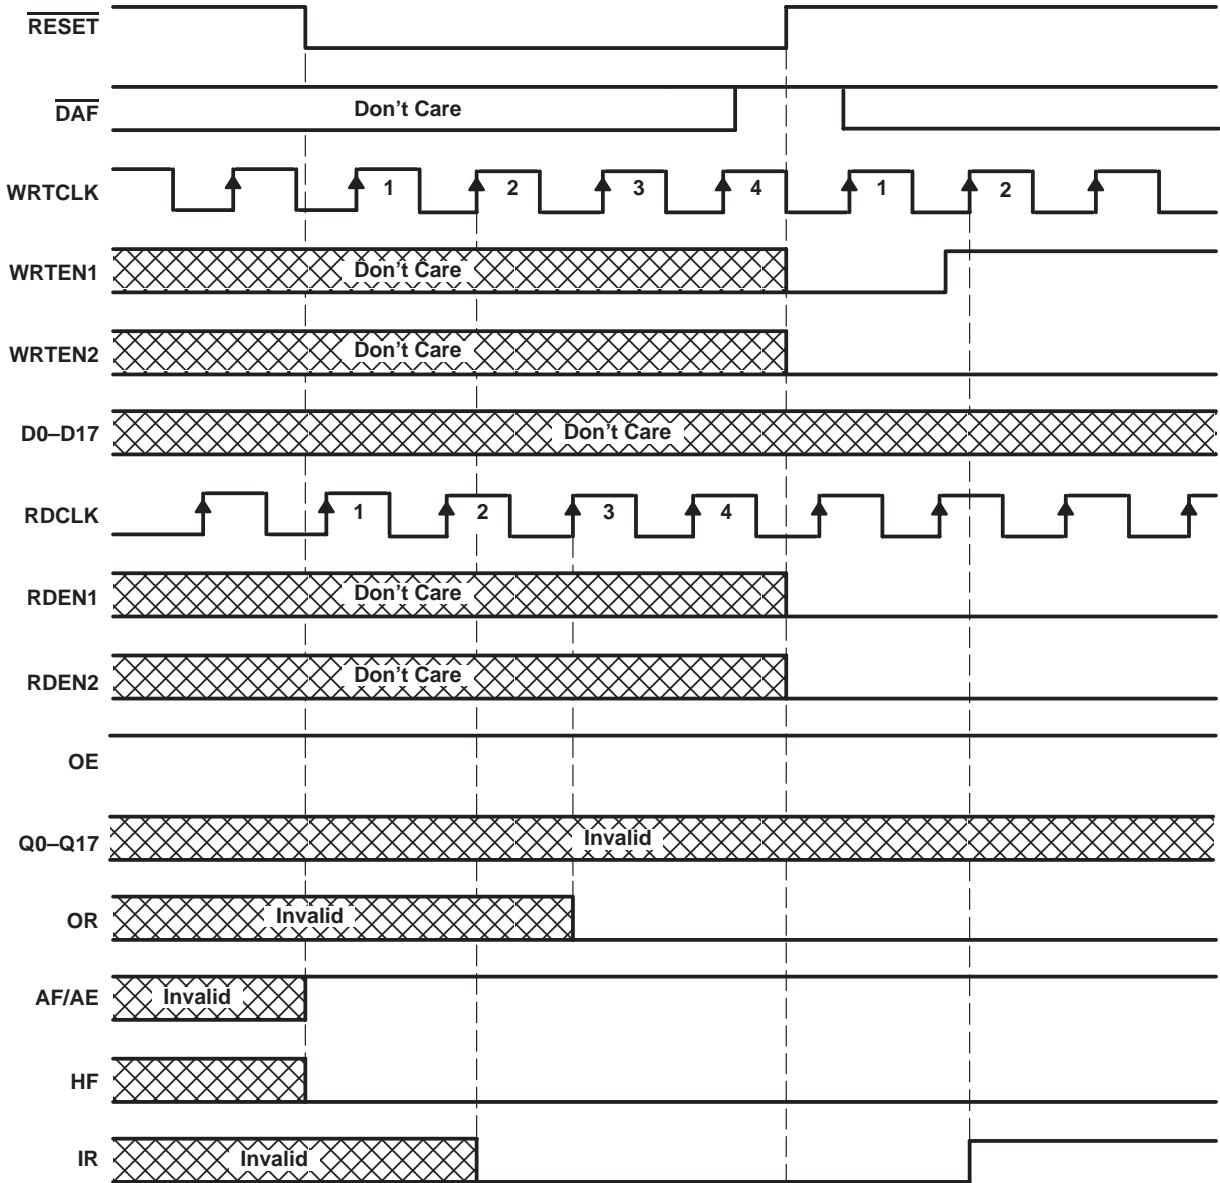 RESET
DAF
Don't Care
WRTCLK
1 2 3 4 1 2
WRTEN1
Don't Care
WRTEN2
Don't Care
D0–D17
Don't Care
RDCLK
1 2 3 4
RDEN1
Don't Care
RDEN2
Don't Care
OE
Q0–Q17
Invalid
OR
Invalid
AF/AE
Invalid
HF
IR
Invalid